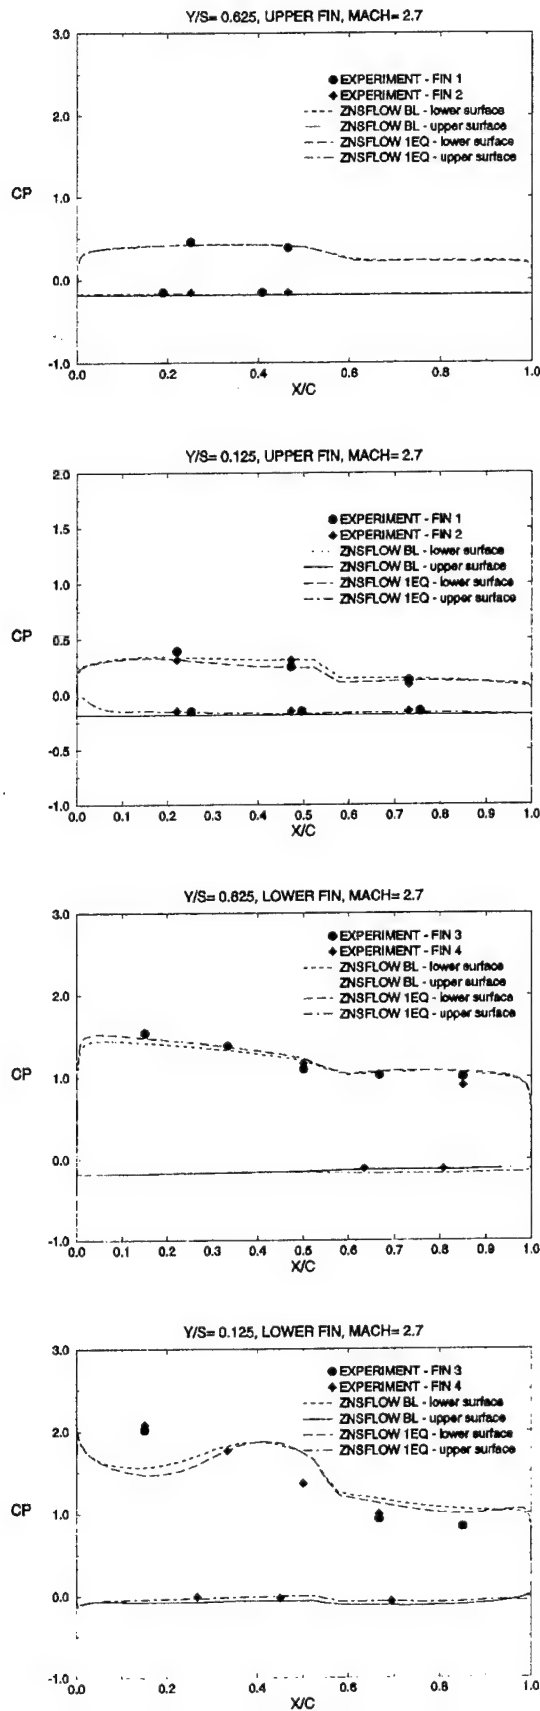 Y/S= 0.625, UPPER FIN, MACH= 2.7
3.0
EXPERIMENT - FIN 1
EXPERIMENT - FIN 2
2.0
ZNSFLOW BL - lower surface
ZNSFLOW BL - upper surface
ZNSFLOW 1EQ - lower surface
ZNSFLOW 1EQ - upper surface
CP
1.0
0.0
-1.0
0.0 0.2 0.4 0.6 0.8 1.0
X/C
Y/S= 0.125, UPPER FIN, MACH= 2.7
2.0
EXPERIMENT - FIN 1
1.5
EXPERIMENT - FIN 2
ZNSFLOW BL - lower surface
ZNSFLOW BL - upper surface
1.0
ZNSFLOW 1EQ - lower surface
ZNSFLOW 1EQ - upper surface
CP
0.5
0.0
-0.5
-1.0
0.0 0.1 0.2 0.3 0.4 0.5 0.6 0.7 0.8 0.9 1.0
X/C
Y/S= 0.625, LOWER FIN, MACH= 2.7
3.0
EXPERIMENT - FIN 3
EXPERIMENT - FIN 4
ZNSFLOW BL - lower surface
ZNSFLOW BL - upper surface
2.0
ZNSFLOW 1EQ - lower surface
ZNSFLOW 1EQ - upper surface
CP
1.0
0.0
-1.0
0.0 0.1 0.2 0.3 0.4 0.5 0.6 0.7 0.8 0.9 1.0
X/C
Y/S= 0.125, LOWER FIN, MACH= 2.7
3.0
EXPERIMENT - FIN 3
EXPERIMENT - FIN 4
ZNSFLOW BL - lower surface
ZNSFLOW BL - upper surface
2.0
ZNSFLOW 1EQ - lower surface
ZNSFLOW 1EQ - upper surface
CP
1.0
0.0
-1.0
0.0 0.2 0.4 0.6 0.8 1.0
X/C